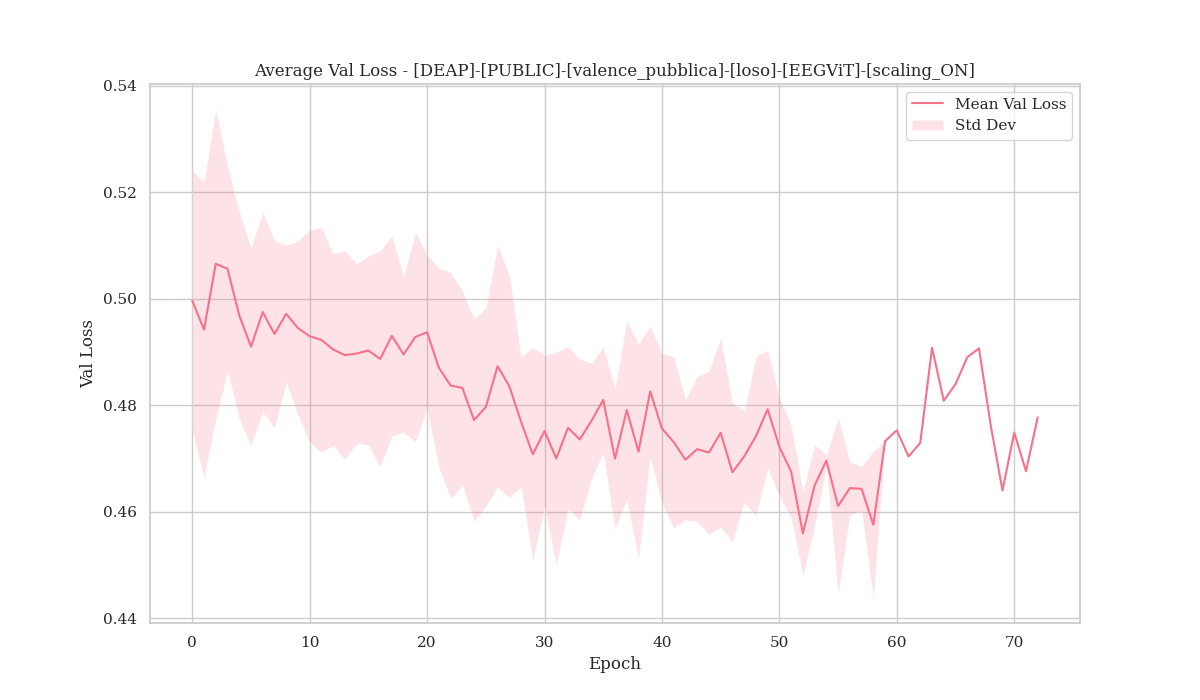 Average Val Loss - [DEAP]-[PUBLIC]-[valence_pubblica]-[loso]-[EEGViT]-[scaling_ON]
Mean Val Loss
Std Dev
Val Loss
0.54
0.52
0.50
0.48
0.46
0.44
0 10 20 30 40 50 60 70
Epoch